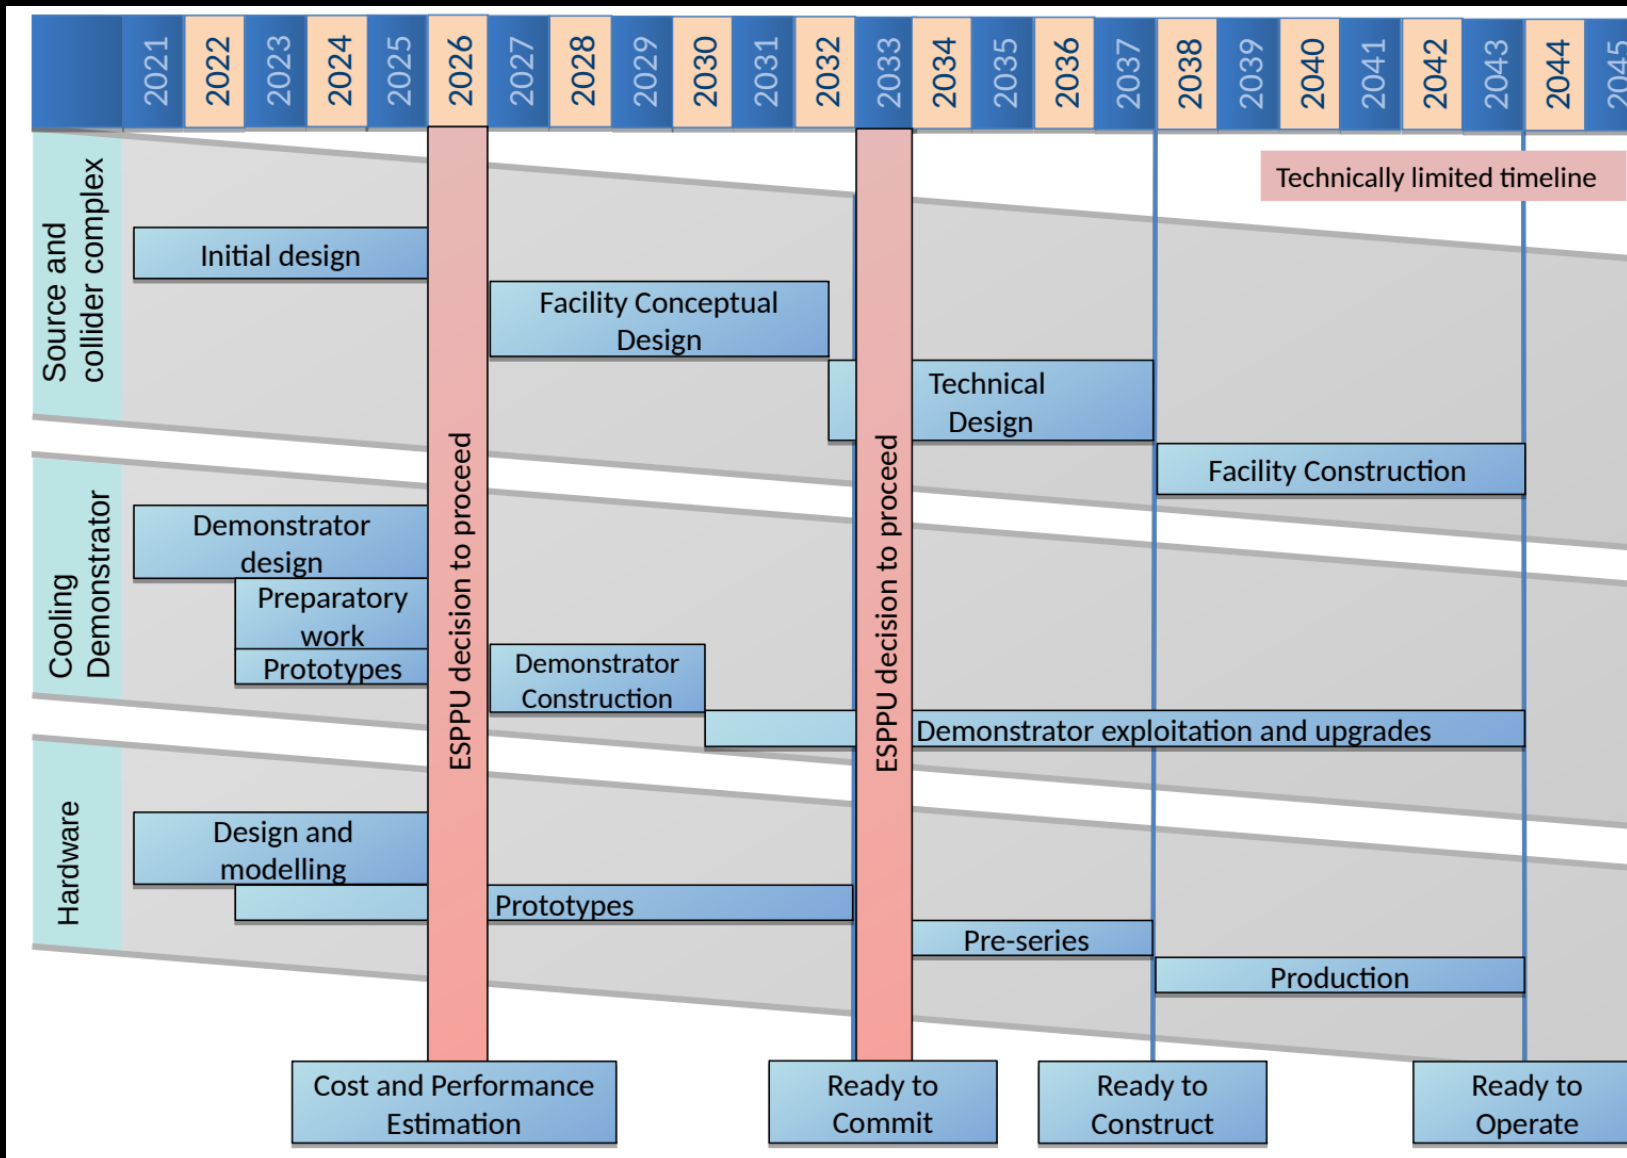 2021 2022 2023 2024 2025 2026 2027 2028 2029 2030 2031 2032 2033 2034 2035 2036 2037 2038 2039 2040 2041 2042 2043 2044 2045
Technically limited timeline
Source and
collider complex
Initial design
Facility Conceptual
Design
Technical
Design
Facility Construction
Cooling
Demonstrator
Demonstrator
design
Preparatory
work
Prototypes
Demonstrator
Construction
Demonstrator exploitation and upgrades
ESPPU decision to proceed
ESPPU decision to proceed
Hardware
Design and
modelling
Prototypes
Pre-series
Production
Cost and Performance
Estimation
Ready to
Commit
Ready to
Construct
Ready to
Operate